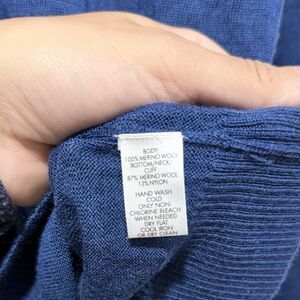 BODY:
100% MERINO WOOL
BOTTOM/NECK/
CUFF:
87% MERINO WOOL
13% NYLON
HAND WASH
COLD
ONLY NON-
CHLORINE BLEACH
WHEN NEEDED
DRY FLAT
COOL IRON
OR DRY CLEAN